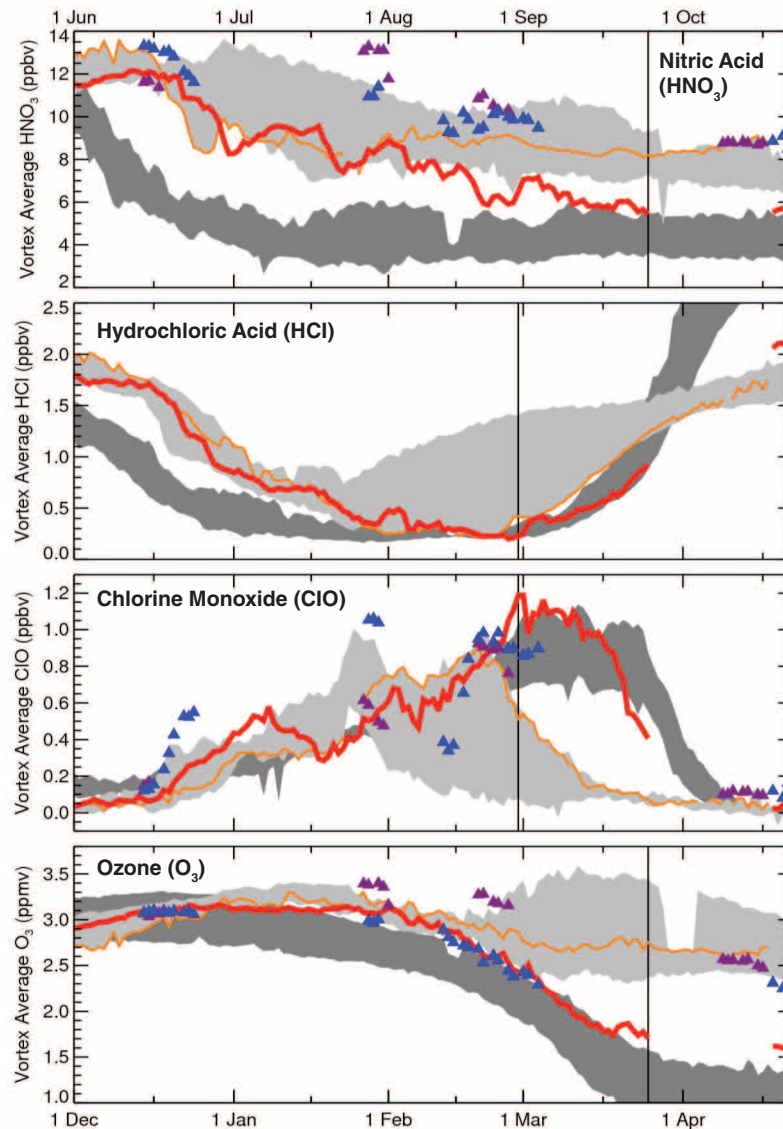 1 Jun 1 Jul 1 Aug 1 Sep 1 Oct
Vortex Average HNO3 (ppbv)
14
12
10
8
6
4
2
Nitric Acid
(HNO3)
Vortex Average HCl (ppbv)
2.5
2.0
1.5
1.0
0.5
0.0
Hydrochloric Acid (HCl)
Vortex Average ClO (ppbv)
1.2
1.0
0.8
0.6
0.4
0.2
0.0
Chlorine Monoxide (ClO)
Vortex Average O3 (ppmv)
3.5
3.0
2.5
2.0
1.5
1.0
Ozone (O3)
1 Dec 1 Jan 1 Feb 1 Mar 1 Apr